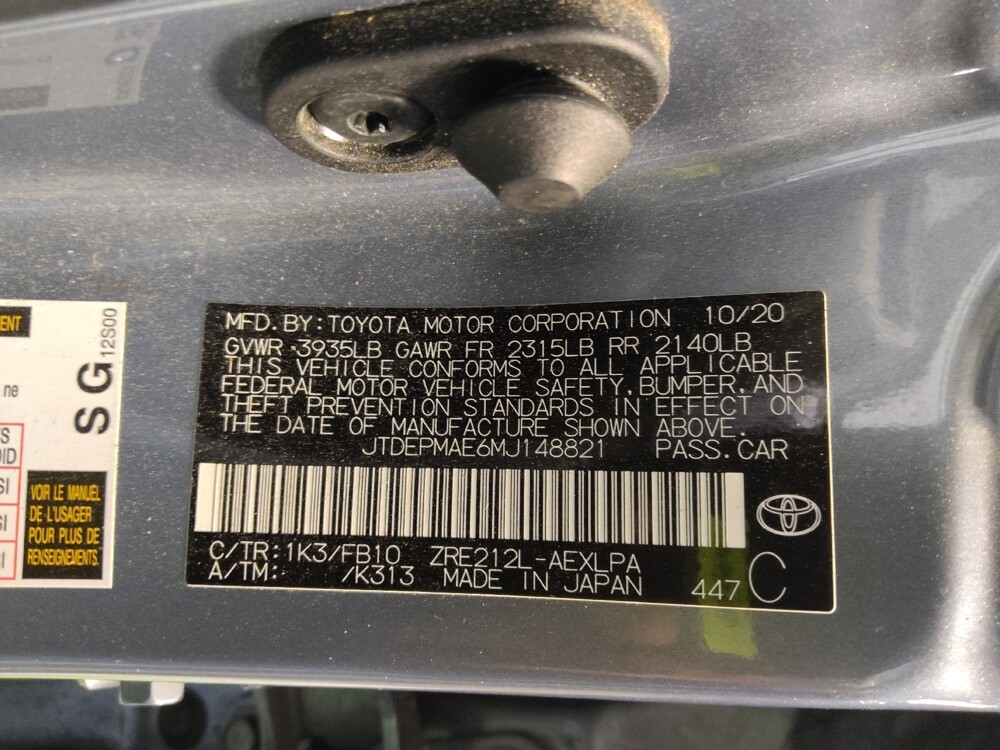 MFD. BY: TOYOTA MOTOR CORPORATION 10/20
GVWR 3935LB GAWR FR 2315LB RR 2140LB
THIS VEHICLE CONFORMS TO ALL APPLICABLE
FEDERAL MOTOR VEHICLE SAFETY, BUMPER, AND
THEFT PREVENTION STANDARDS IN EFFECT ON
THE DATE OF MANUFACTURE SHOWN ABOVE.
JTDEPMAE6MJ148821 PASS.CAR
C/TR: 1K3/FB10 ZRE212L-AEXLPA
A/TM: /K313 MADE IN JAPAN 447 C
ENT
SG 12S00
ne
VOIR LE MANUEL
DE L'USAGER
POUR PLUS DE
RENSEIGNEMENTS.